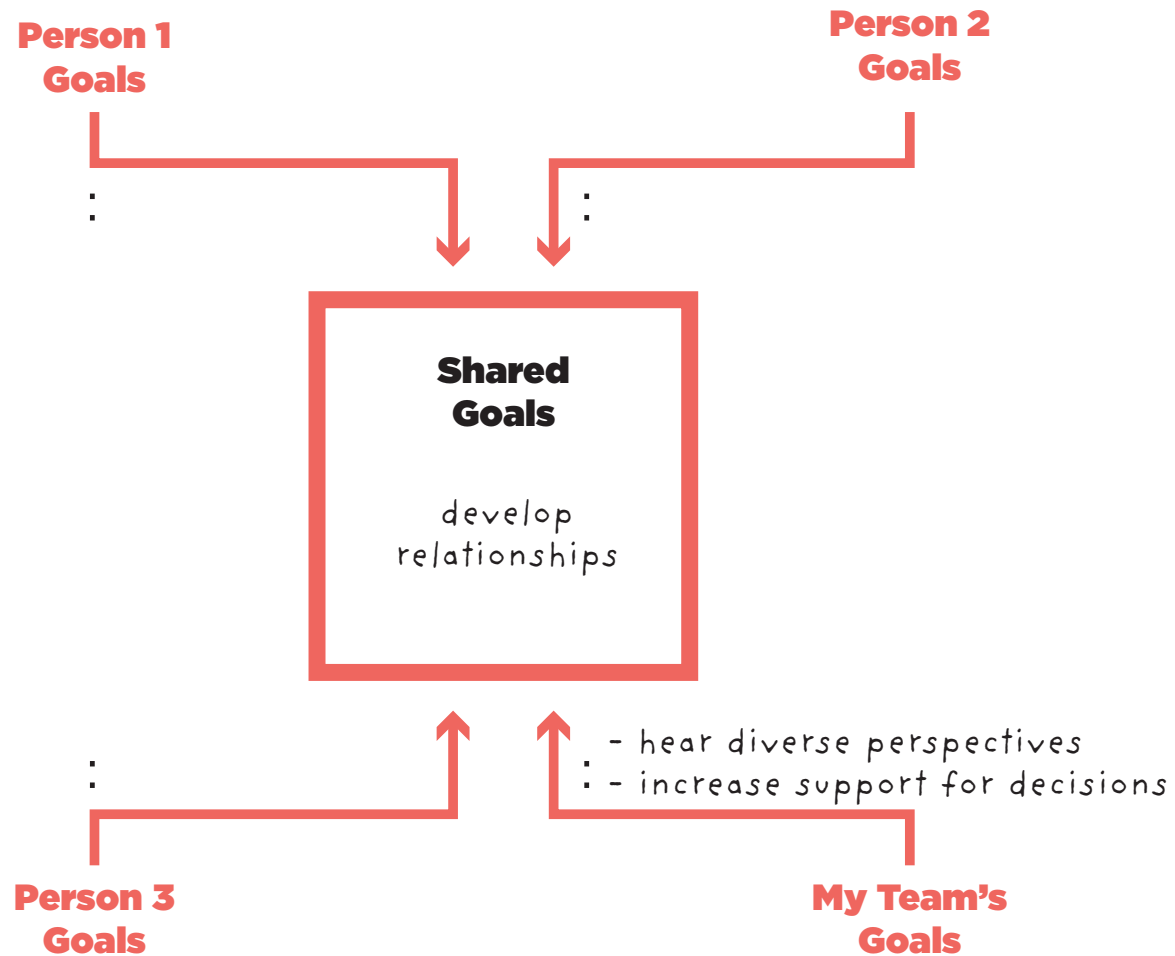 Person 1
Goals
Person 2
Goals
:
:
Shared
Goals
develop
relationships
:
:
- hear diverse perspectives
- increase support for decisions
Person 3
Goals
My Team’s
Goals